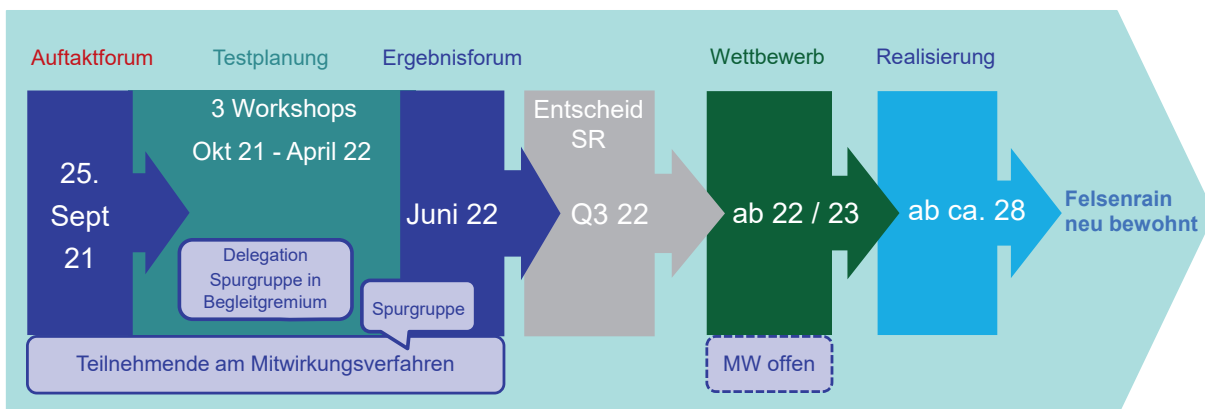 Auftaktforum
Testplanung
Ergebnisforum
Wettbewerb
Realisierung
25.
Sept
21
3 Workshops
Okt 21 - April 22
Delegation
Spurgruppe in
Begleitgremium
Spurgruppe
Juni 22
Entscheid
SR
Q3 22
ab 22 / 23
ab ca. 28
Felsenrain
neu bewohnt
Teilnehmende am Mitwirkungsverfahren
MW offen